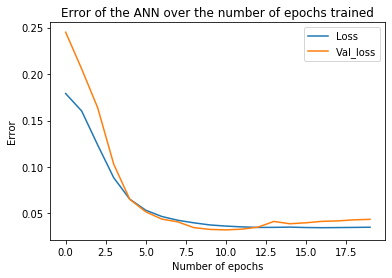 Error of the ANN over the number of epochs trained
Loss
Val_loss
0.25
0.20
0.15
0.10
0.05
Error
0.0
2.5
5.0
7.5
10.0
12.5
15.0
17.5
Number of epochs